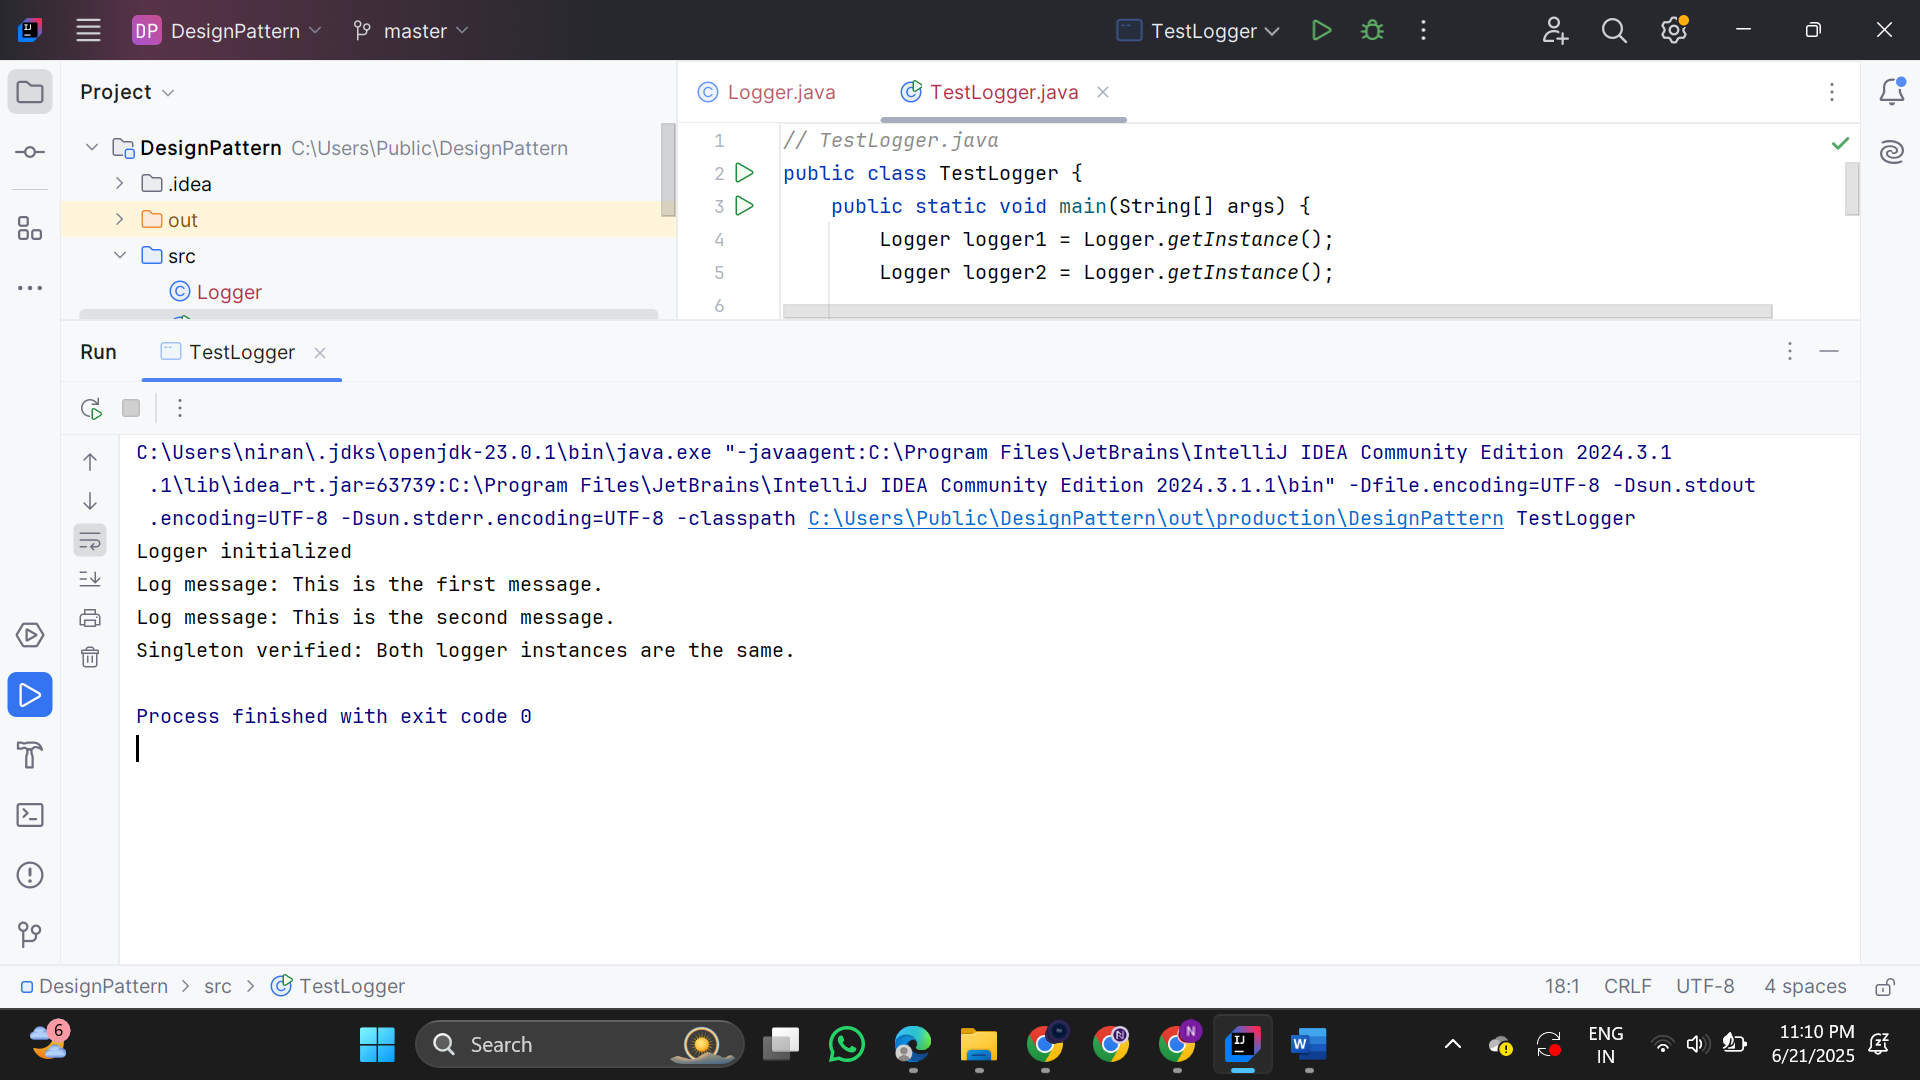 IJ
DP DesignPattern
master
TestLogger
Project
Logger.java
TestLogger.java
DesignPattern C:\Users\Public\DesignPattern
.idea
out
src
Logger
1 // TestLogger.java
2 public class TestLogger {
3 public static void main(String[] args) {
4 Logger logger1 = Logger.getInstance();
5 Logger logger2 = Logger.getInstance();
6
Run
TestLogger
C:\Users\niran\.jdks\openjdk-23.0.1\bin\java.exe "-javaagent:C:\Program Files\JetBrains\IntelliJ IDEA Community Edition 2024.3.1
.1\lib\idea_rt.jar=63739:C:\Program Files\JetBrains\IntelliJ IDEA Community Edition 2024.3.1.1\bin" -Dfile.encoding=UTF-8 -Dsun.stdout
.encoding=UTF-8 -Dsun.stderr.encoding=UTF-8 -classpath C:\Users\Public\DesignPattern\out\production\DesignPattern TestLogger
Logger initialized
Log message: This is the first message.
Log message: This is the second message.
Singleton verified: Both logger instances are the same.
Process finished with exit code 0
DesignPattern > src > TestLogger
18:1 CRLF UTF-8 4 spaces
6
Search
N
N
IJ
W
ENG
IN
11:10 PM
6/21/2025